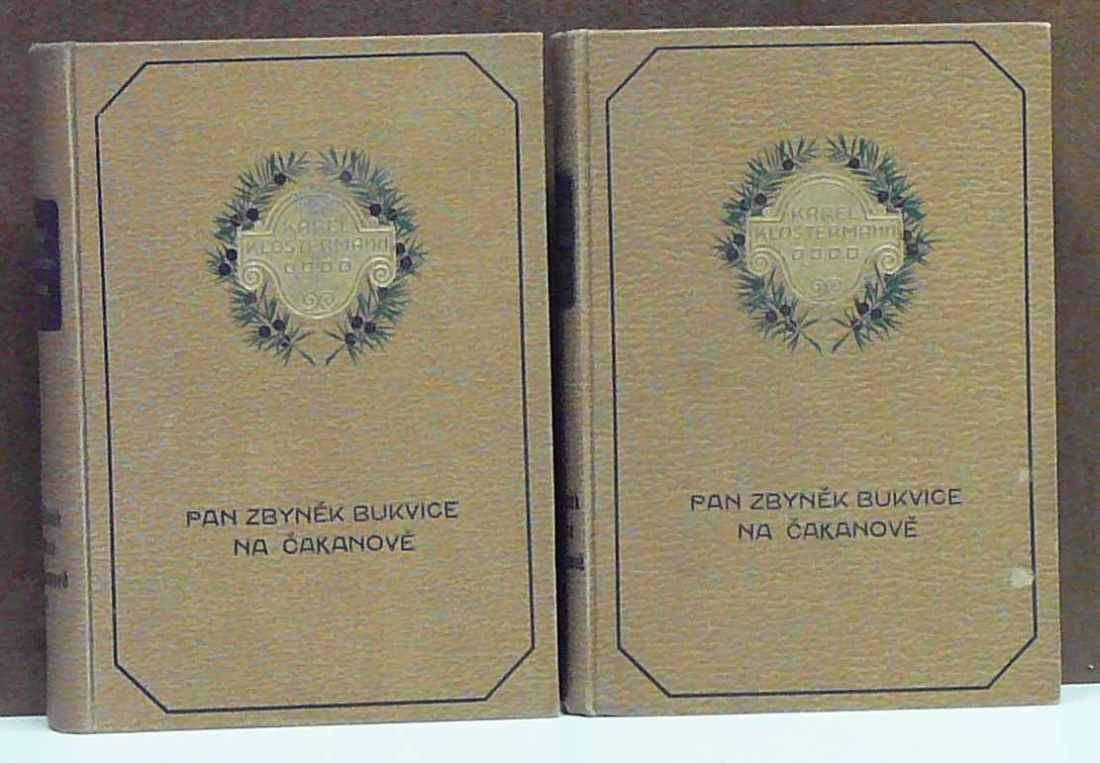 KAREL
KLOSTERMANN
PAN ZBYNĚK BUKVICE
NA ČAKANOVĚ
KAREL
KLOSTERMANN
PAN ZBYNĚK BUKVICE
NA ČAKANOVĚ